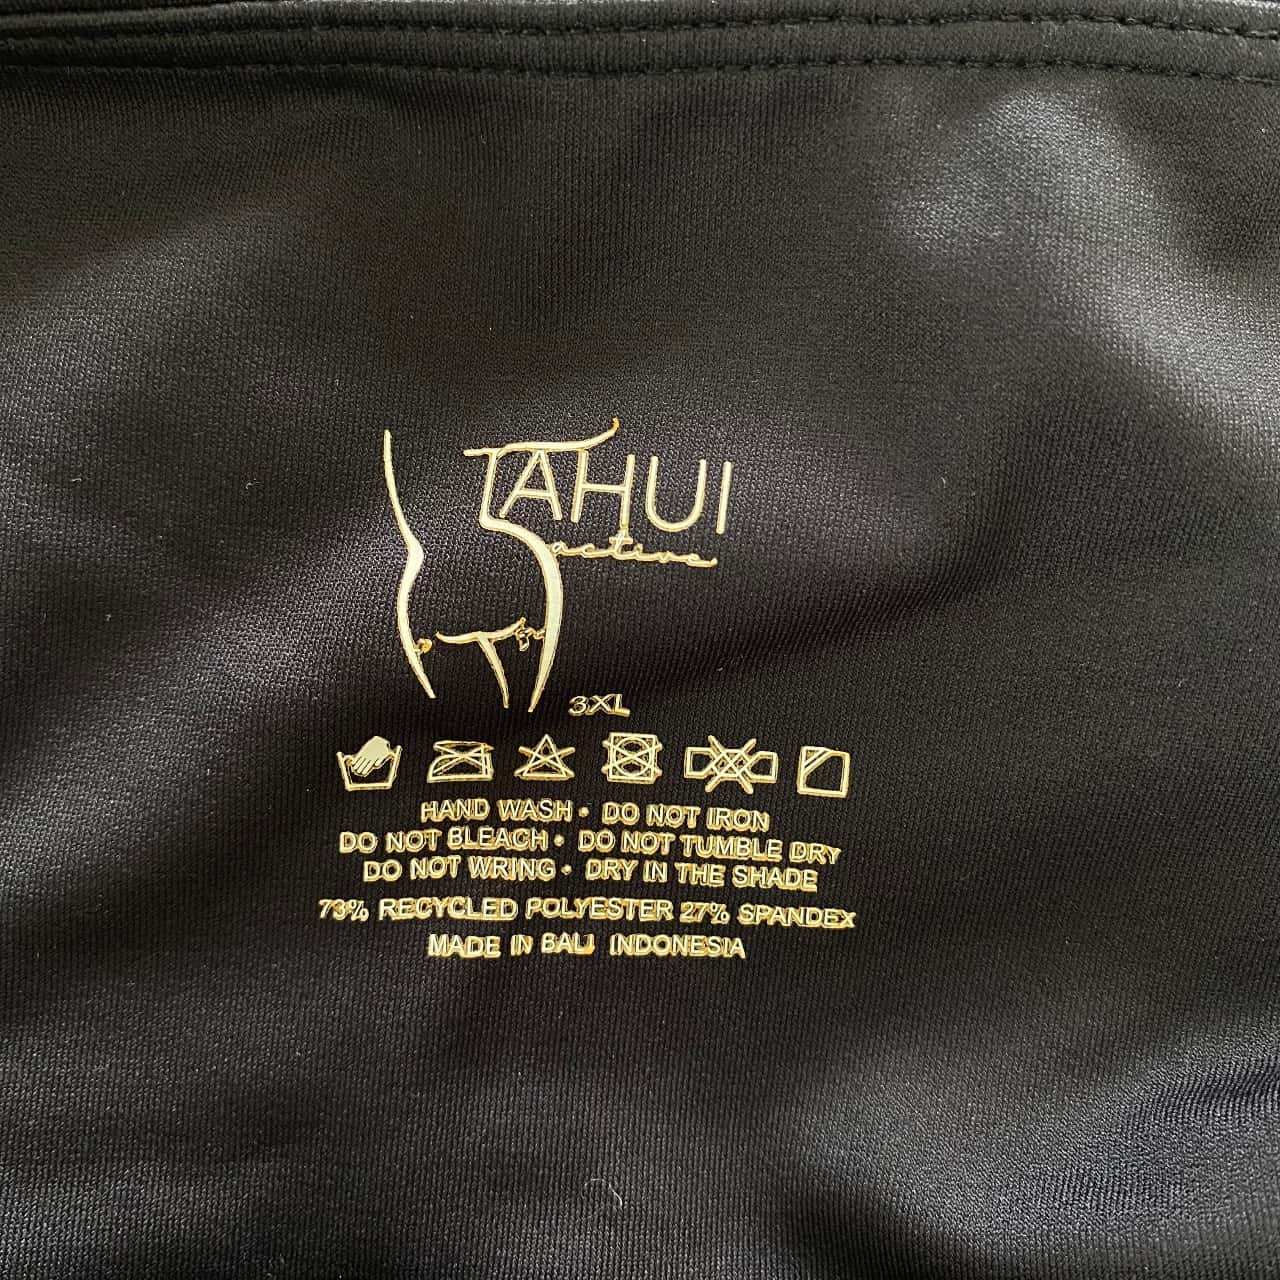 TAHUI
active
3XL
HAND WASH • DO NOT IRON
DO NOT BLEACH • DO NOT TUMBLE DRY
DO NOT WRING • DRY IN THE SHADE
73% RECYCLED POLYESTER 27% SPANDEX
MADE IN BALI INDONESIA